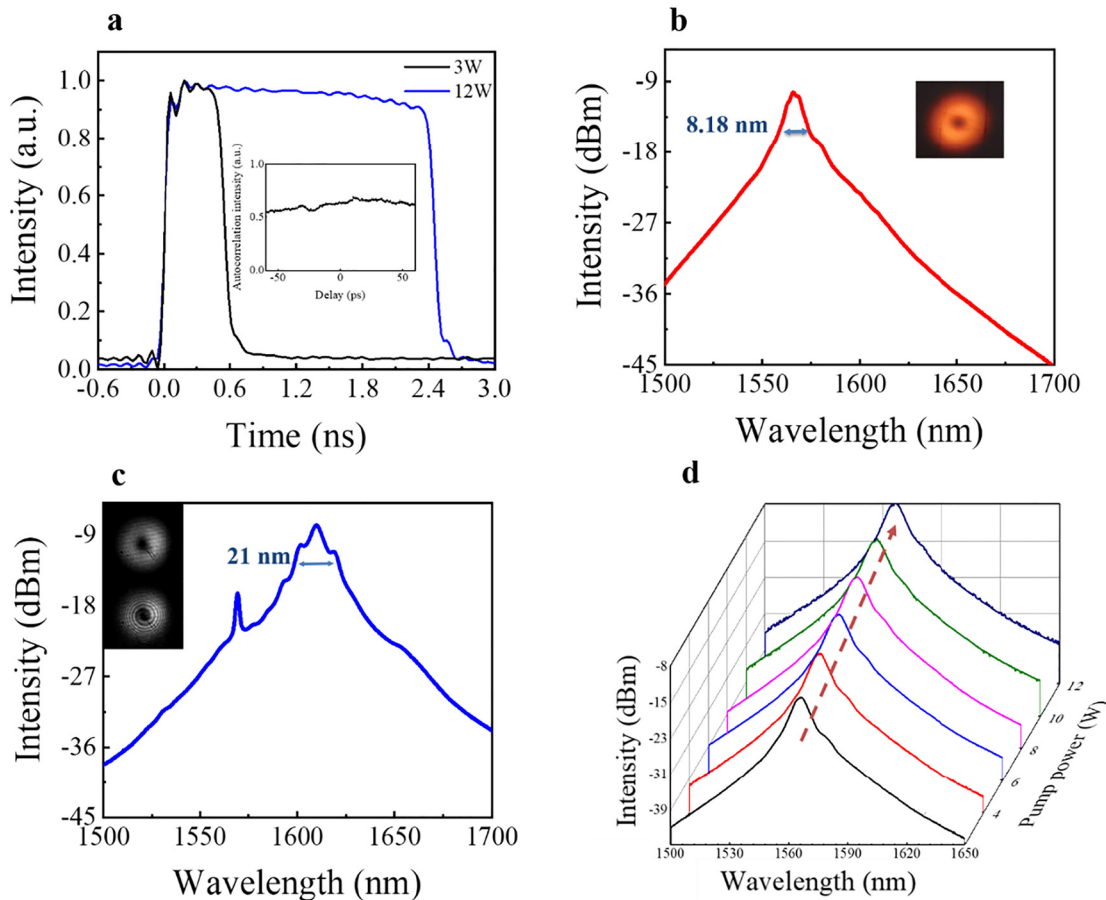 a
Intensity (a.u.)
1.0
0.8
0.6
0.4
0.2
0.0
3W
12W
Autocorrelation intensity (a.u.)
1.0
0.5
0.0
-50 0 50
Delay (ps)
-0.6 0.0 0.6 1.2 1.8 2.4 3.0
Time (ns)
b
Intensity (dBm)
-9
-18
-27
-36
-45
8.18 nm
1500 1550 1600 1650 1700
Wavelength (nm)
c
Intensity (dBm)
-9
-18
-27
-36
-45
21 nm
1500 1550 1600 1650 1700
Wavelength (nm)
d
Intensity (dBm)
-8
-15
-23
-31
-39
1500 1530 1560 1590 1620 1650
Wavelength (nm)
4
6
8
10
12
Pump power (W)